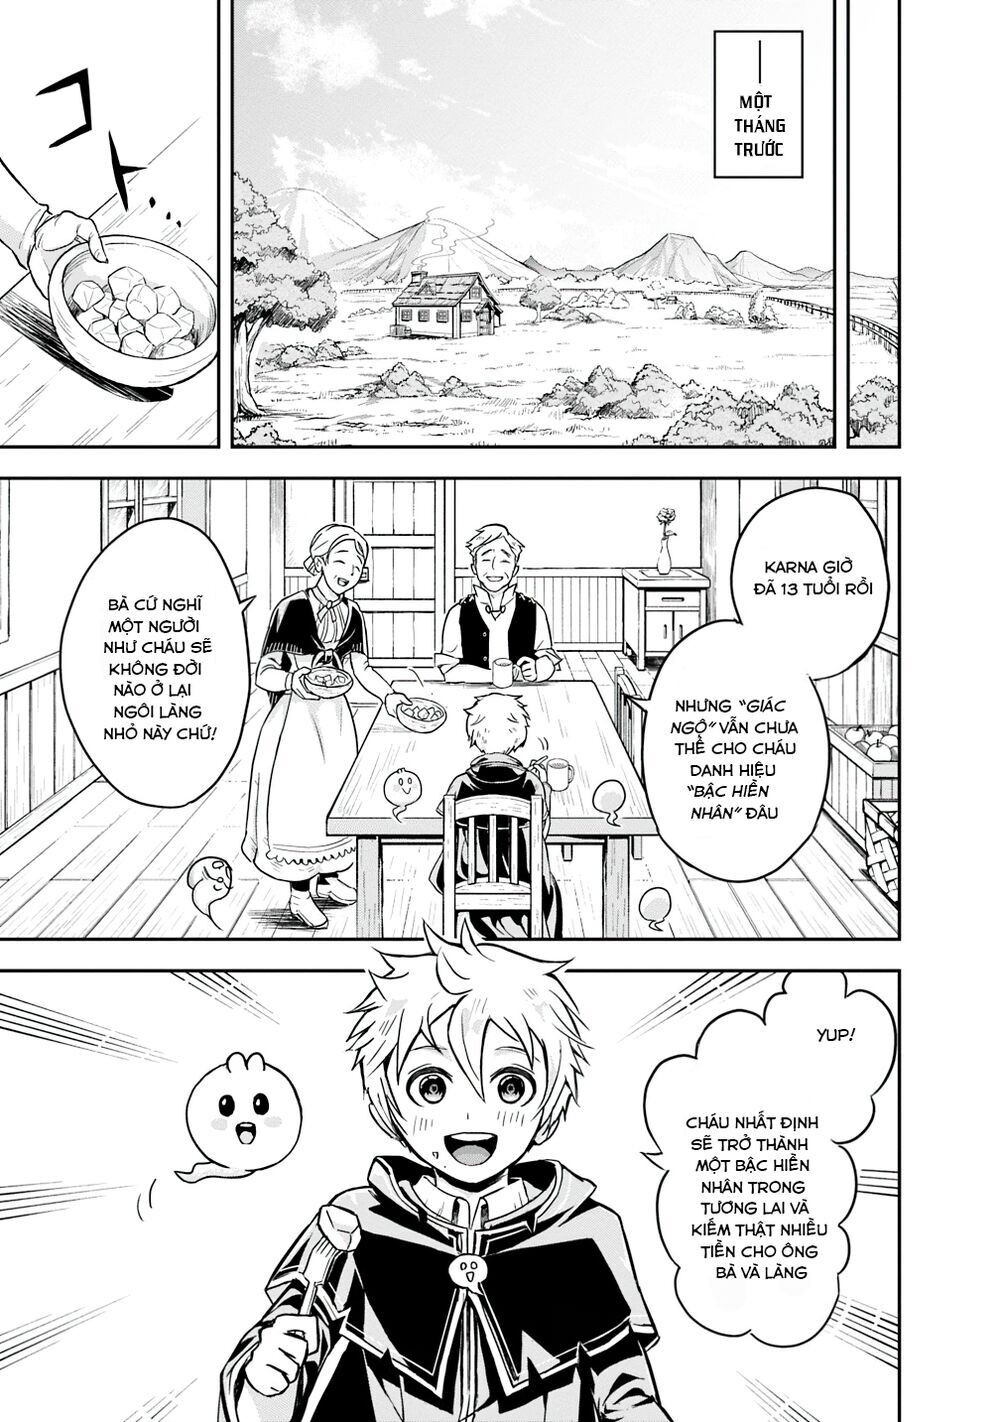 MỘT
THÁNG
TRƯỚC
コト
KARNA GIỜ
ĐÃ 13 TUỔI RỒI
NHƯNG "GIÁC
NGỘ" VẪN CHƯA
THỂ CHO CHÁU
DANH HIỆU
"BẬC HIỀN
NHÂN" ĐÂU
BÀ CỨ NGHĨ
MỘT NGƯỜI
NHƯ CHÁU SẼ
KHÔNG ĐỜI
NÀO Ở LẠI
NGÔI LÀNG
NHỎ NÀY CHỨ!
YUP!
CHÁU NHẤT ĐỊNH
SẼ TRỞ THÀNH
MỘT BẬC HIỀN
NHÂN TRONG
TƯƠNG LAI VÀ
KIẾM THẬT NHIỀU
TIỀN CHO ÔNG
BÀ VÀ LÀNG